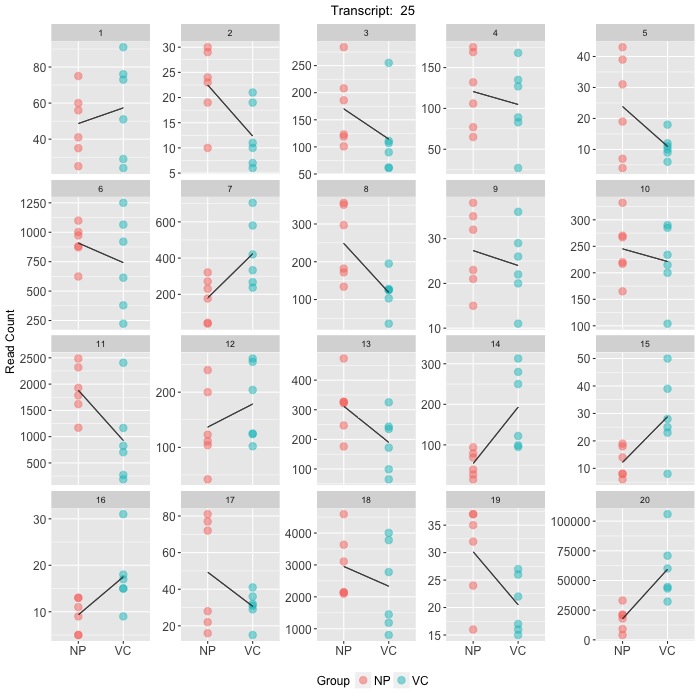 Transcript: 25
1 2 3 4 5
80 60 40
30 25 20 15 10 5
250 200 150 100 50
150 100 50
40 30 20 10
6 7 8 9 10
1250 1000 750 500 250
600 400 200
300 200 100
30 20 10
300 250 200 150 100
Read Count
11 12 13 14 15
2500 2000 1500 1000 500
200 100
400 300 200 100
300 200 100
50 40 30 20 10
16 17 18 19 20
30 20 10
80 60 40 20
4000 3000 2000 1000
35 30 25 20 15
100000 75000 50000 25000 0
NP VC NP VC NP VC NP VC NP VC
Group NP VC